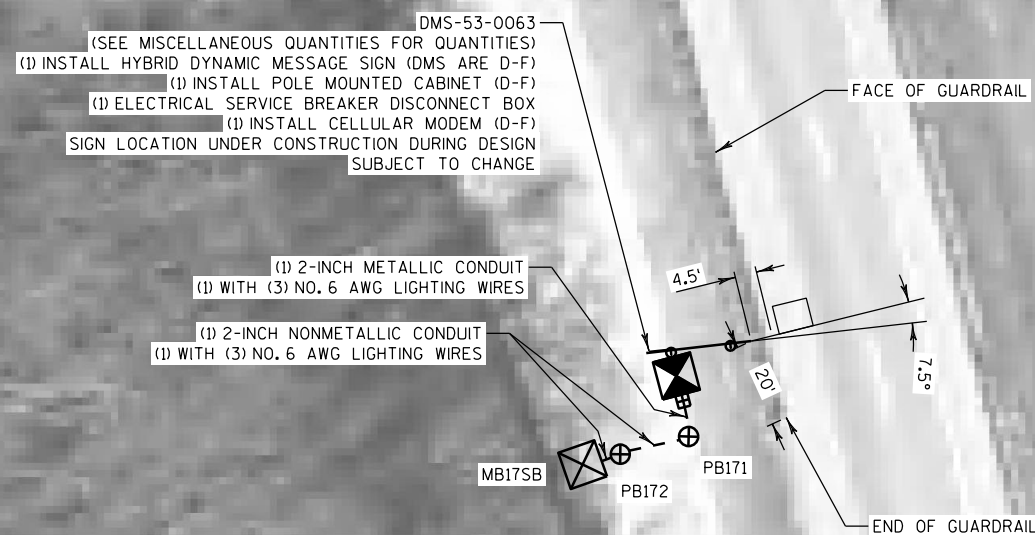 DMS-53-0063
(SEE MISCELLANEOUS QUANTITIES FOR QUANTITIES)
(1) INSTALL HYBRID DYNAMIC MESSAGE SIGN (DMS ARE D-F)
(1) INSTALL POLE MOUNTED CABINET (D-F)
(1) ELECTRICAL SERVICE BREAKER DISCONNECT BOX
(1) INSTALL CELLULAR MODEM (D-F)
SIGN LOCATION UNDER CONSTRUCTION DURING DESIGN
SUBJECT TO CHANGE
FACE OF GUARDRAIL
(1) 2-INCH METALLIC CONDUIT
(1) WITH (3) NO. 6 AWG LIGHTING WIRES
4.5'
(1) 2-INCH NONMETALLIC CONDUIT
(1) WITH (3) NO. 6 AWG LIGHTING WIRES
20'
7.5°
MB17SB
PB172
PB171
END OF GUARDRAIL